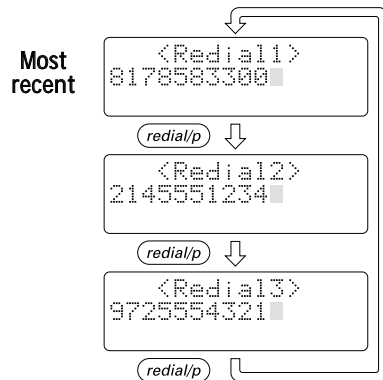 Most
recent
<Redial1>
8178583300
redial/p
<Redial2>
2145551234
redial/p
<Redial3>
9725554321
redial/p